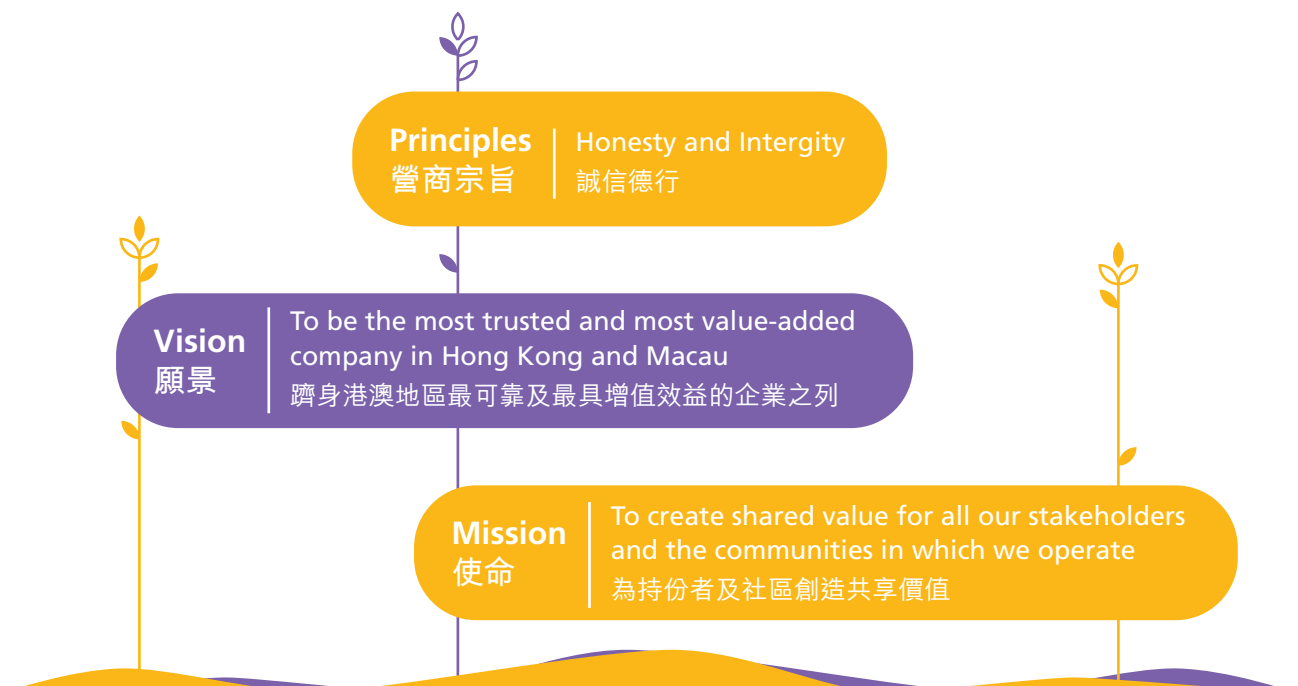 Principles
營商宗旨
Honesty and Intergity
誠信德行
Vision
願景
To be the most trusted and most value-added
company in Hong Kong and Macau
躋身港澳地區最可靠及最具增值效益的企業之列
Mission
使命
To create shared value for all our stakeholders
and the communities in which we operate
為持份者及社區創造共享價值